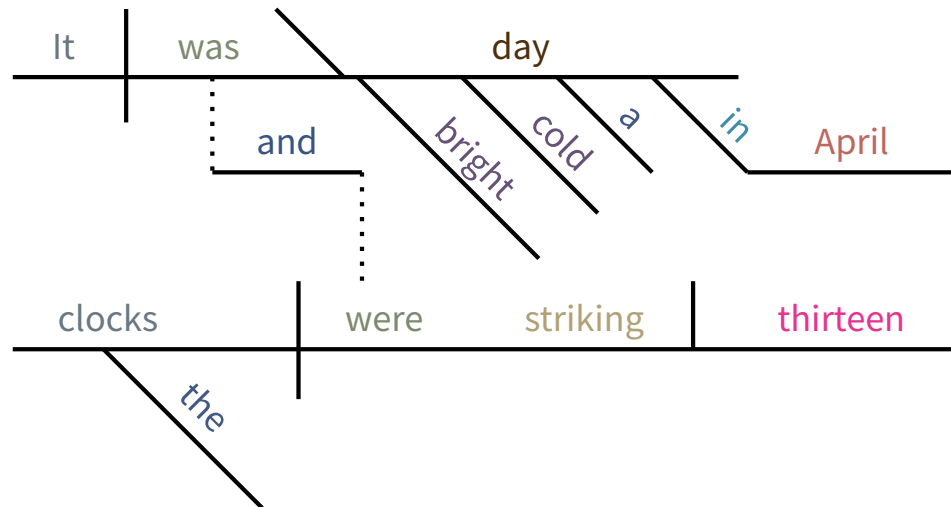 It was day
and bright cold a in April
clocks were striking thirteen
the